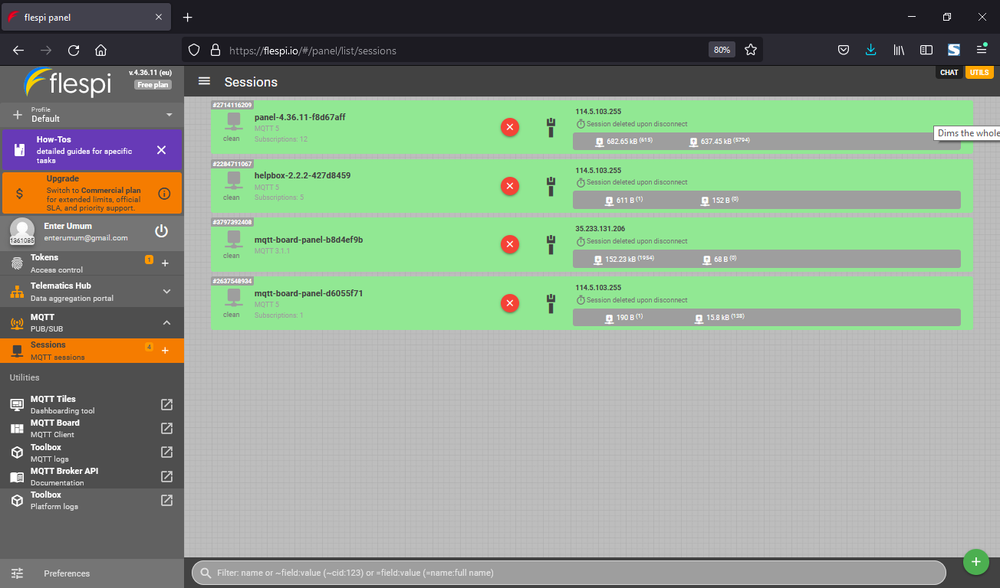 flespi panel
https://flespi.io/#/panel/list/sessions
80%
flespi
v.4.36.11 (eu)
Free plan
Sessions
CHAT
UTILS
Profile
Default
How-Tos
detailed guides for specific
tasks
Upgrade
Switch to Commercial plan
for extended limits, official
SLA, and priority support.
Enter Umum
enterumum@gmail.com
1361085
Tokens
Access control
1
Telematics Hub
Data aggregation portal
MQTT
PUB/SUB
Sessions
MQTT sessions
4
Utilities
MQTT Tiles
Dashboarding tool
MQTT Board
MQTT Client
Toolbox
MQTT logs
MQTT Broker API
Documentation
Toolbox
Platform logs
Preferences
#2714116209
clean
panel-4.36.11-f8d67aff
MQTT 5
Subscriptions: 12
114.5.103.255
Session deleted upon disconnect
682.65 kB (615)
637.45 kB (5794)
Dims the whole
#2284711067
clean
helpbox-2.2.2-427d8459
MQTT 5
Subscriptions: 5
114.5.103.255
Session deleted upon disconnect
611 B (1)
152 B (0)
#3797392408
clean
mqtt-board-panel-b8d4ef9b
MQTT 3.1.1
35.233.131.206
Session deleted upon disconnect
152.23 kB (1954)
68 B (0)
#2637548934
clean
mqtt-board-panel-d6055f71
MQTT 5
Subscriptions: 1
114.5.103.255
Session deleted upon disconnect
190 B (1)
15.8 kB (138)
Filter: name or ~field:value (~cid:123) or =field:value (=name:full name)